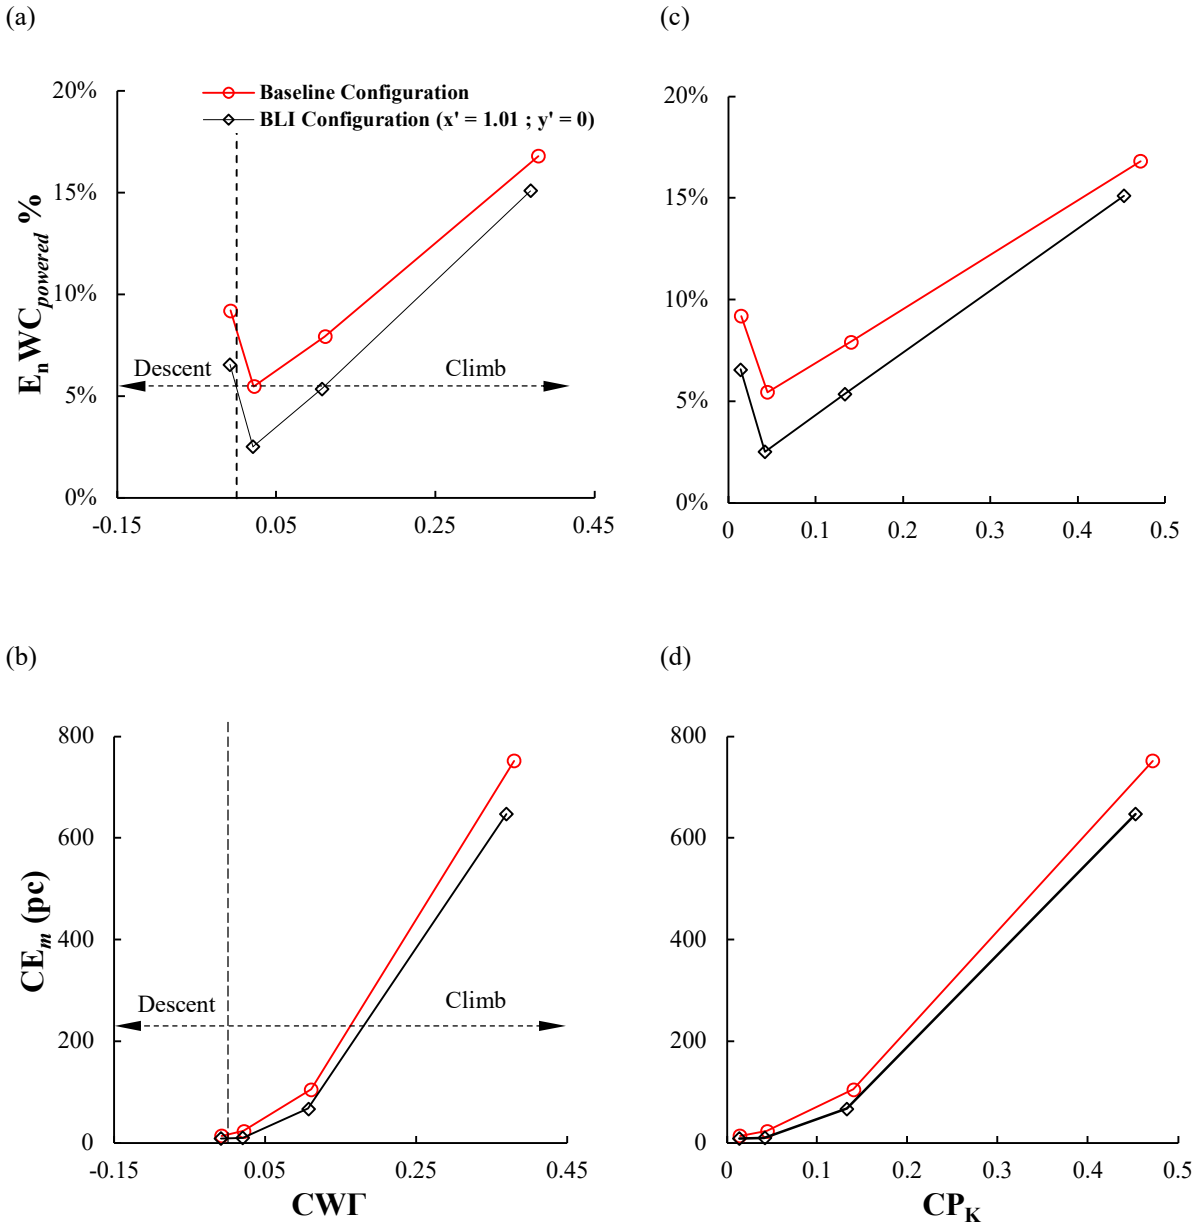 (a)
20%
15%
10%
5%
0%
-0.15
0.05
0.25
0.45
EₙWCpowered %
Baseline Configuration
BLI Configuration (x' = 1.01 ; y' = 0)
Descent
Climb
(c)
20%
15%
10%
5%
0%
0
0.1
0.2
0.3
0.4
0.5
(b)
800
600
400
200
0
-0.15
0.05
0.25
0.45
CEm (pc)
Descent
Climb
CWΓ
(d)
800
600
400
200
0
0
0.1
0.2
0.3
0.4
0.5
CPK